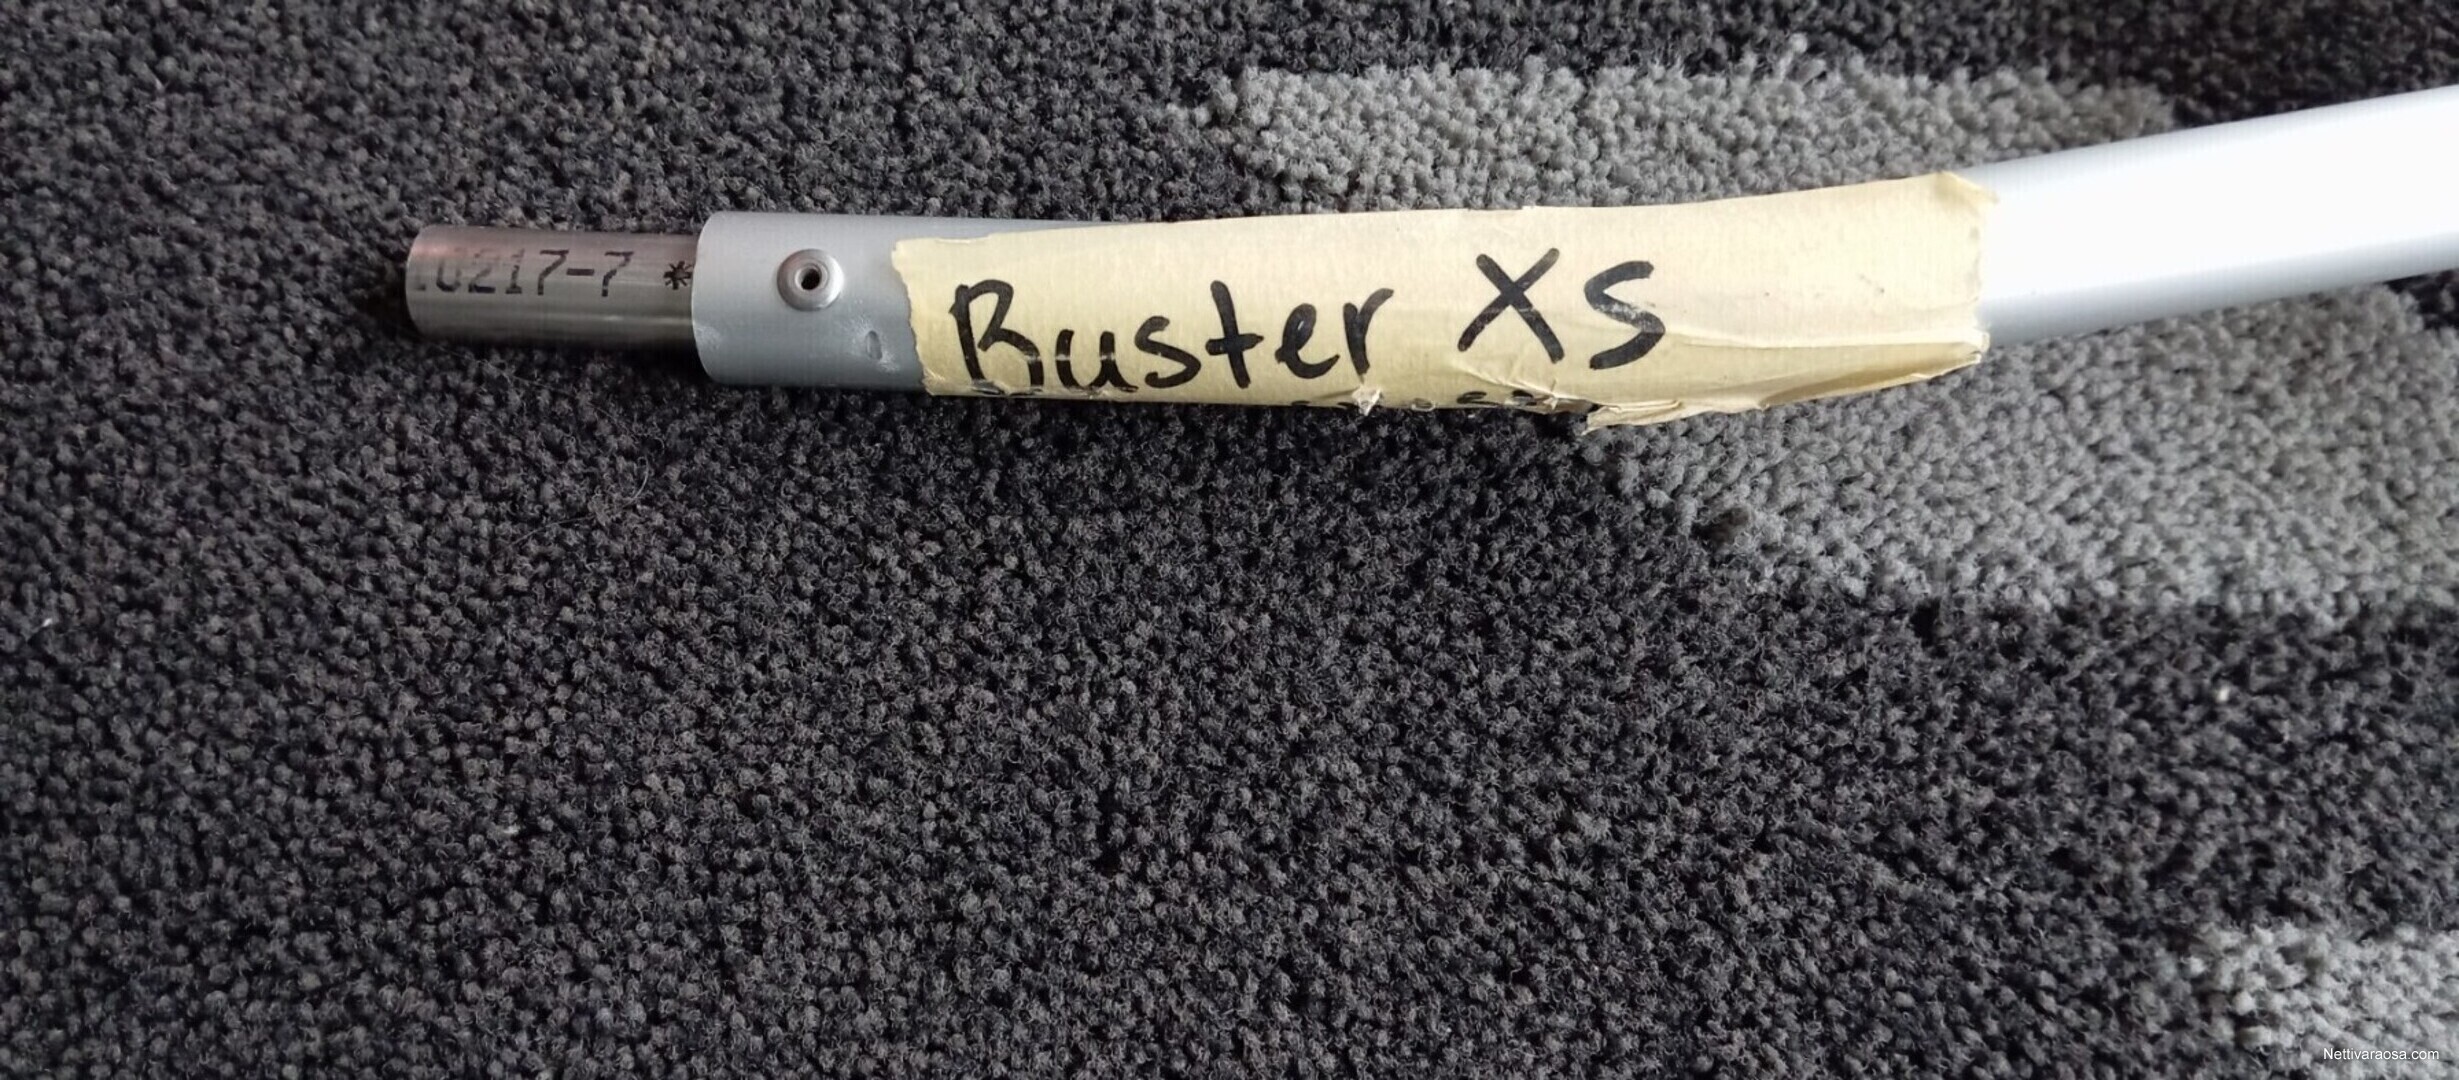 .0217-7 *
Buster XS
Nettivaraosa.com